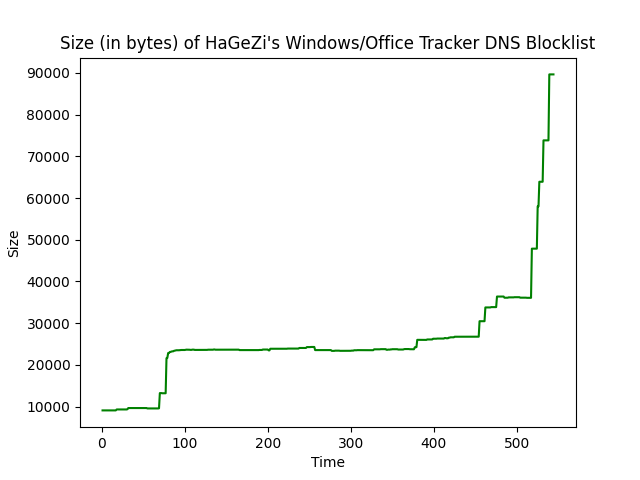 Size (in bytes) of HaGeZi's Windows/Office Tracker DNS Blocklist
90000
80000
70000
60000
50000
40000
30000
20000
10000
Size
0 100 200 300 400 500
Time